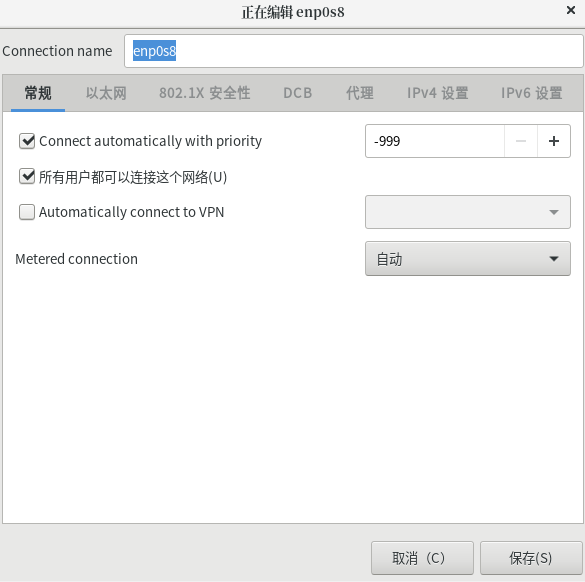 正在编辑 enp0s8
Connection name enp0s8
常规 以太网 802.1X 安全性 DCB 代理 IPv4 设置 IPv6 设置
Connect automatically with priority -999
所有用户都可以连接这个网络(U)
Automatically connect to VPN
Metered connection 自动
取消（C） 保存(S)